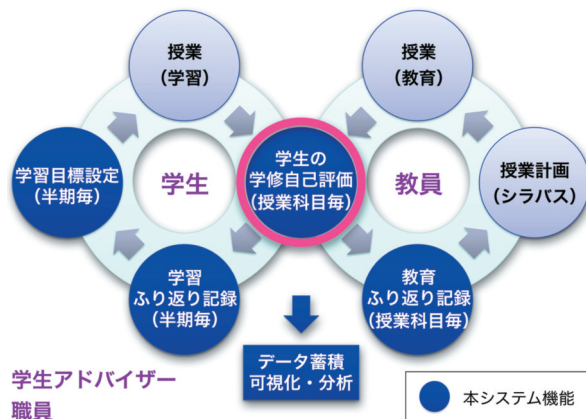 授業
(学習)
授業
(教育)
学習目標設定
(半期毎)
学生
学生の
学修自己評価
(授業科目毎)
教員
授業計画
(シラバス)
学習
ふり返り記録
(半期毎)
教育
ふり返り記録
(授業科目毎)
データ蓄積
可視化・分析
学生アドバイザー
職員
本システム機能